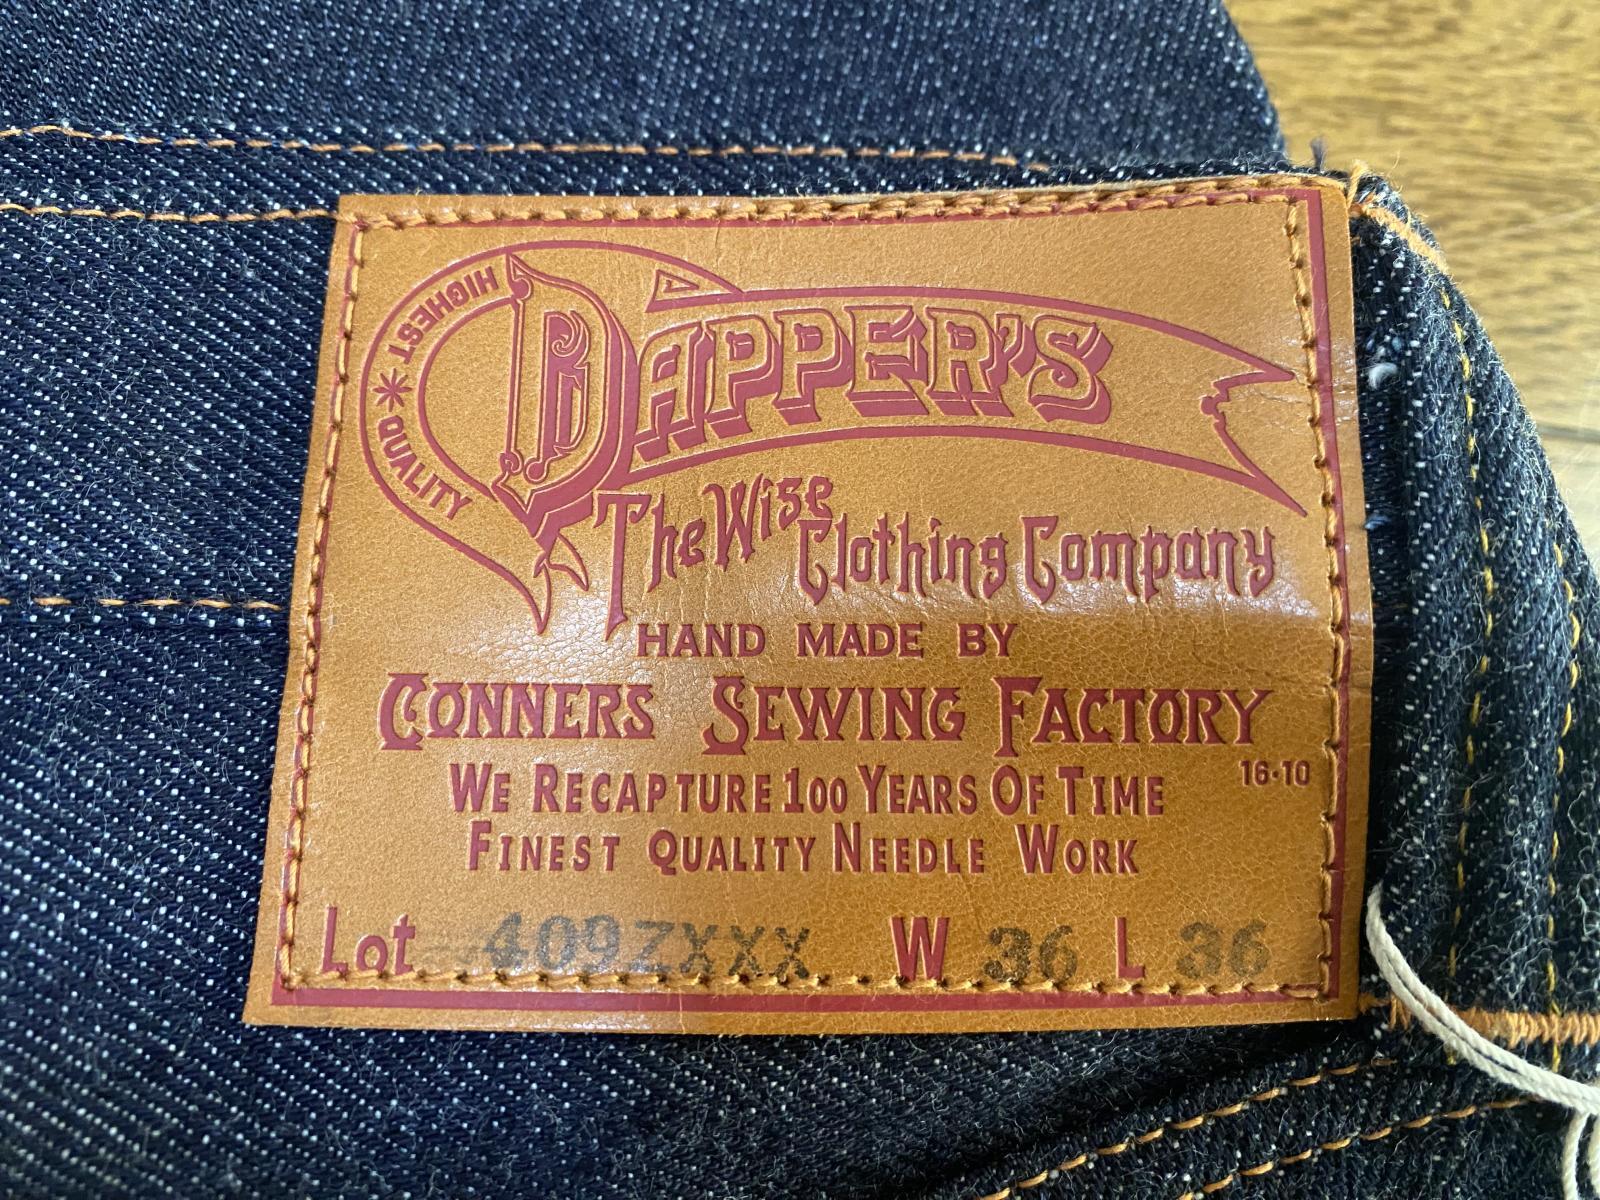 HIGHEST * QUALITY
DAPPER'S
The Wise Clothing Company
HAND MADE BY
CONNERS SEWING FACTORY
16·10
WE RECAPTURE 100 YEARS OF TIME
FINEST QUALITY NEEDLE WORK
Lot 409ZXXX W 36 L 36